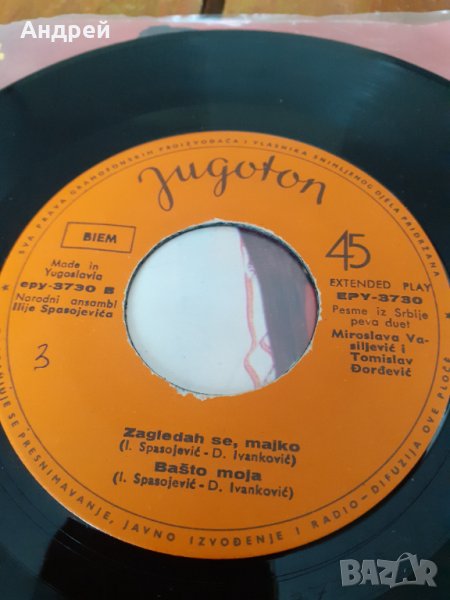 Андрей
SVA PRAVA GRAMOFONSKIH PROIZVOĐAČA I VLASNIKA SNIMLJENOG DJELA PRIDRŽANA
Jugoton
BIEM
45
Made in
Yugoslavia
EXTENDED PLAY
epy-3730 B
EPY-3730
Narodni ansambl
Ilije Spasojevića
Pesme iz Srbije
peva duet
Miroslava Va-
siljević i
Tomislav
Đorđević
3
Zagledah se, majko
(I. Spasojević - D. Ivanković)
Bašto moja
(I. Spasojević - D. Ivanković)
SE PRESNIMAVANJE, JAVNO IZVOĐENJE I RADIO-DIFUZIJA OVE PLOČE
BAZAR